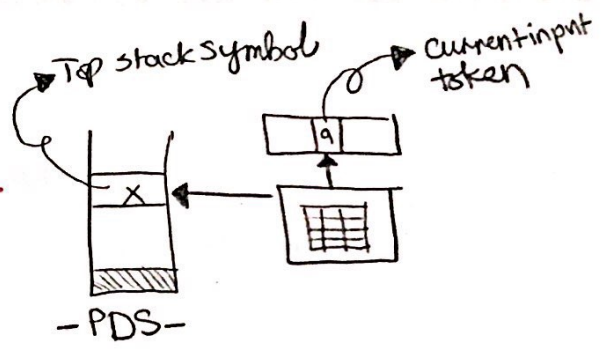 Top stack symbol
current input
token
a
X
-PDS-